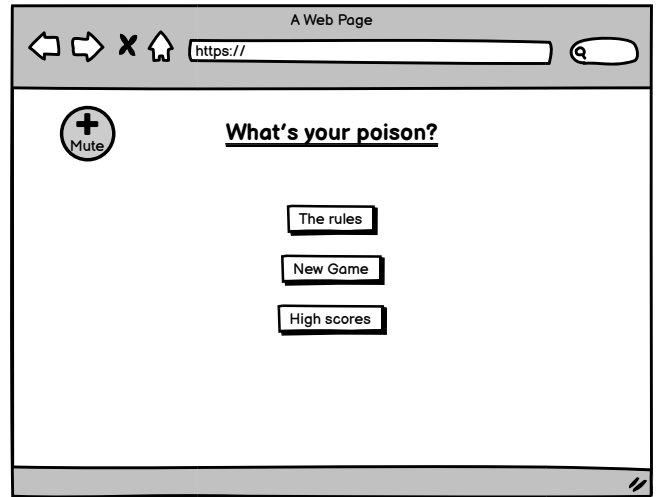 A Web Page
https://
Mute
What's your poison?
The rules
New Game
High scores